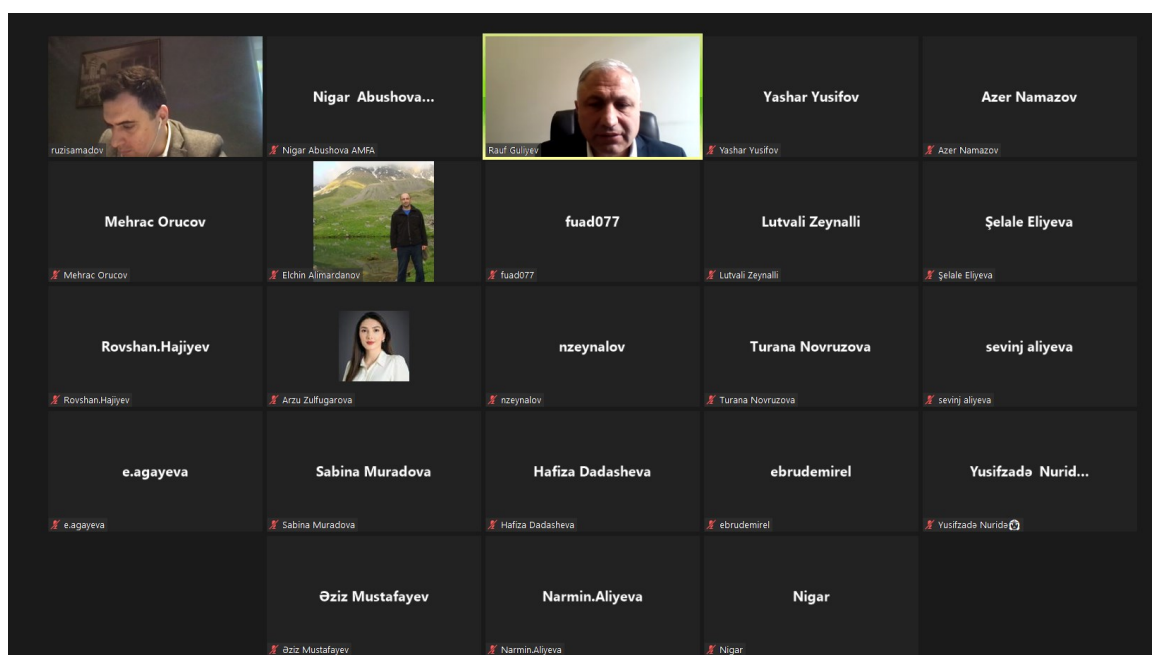 ruzisamadov
Nigar Abushova...
Nigar Abushova AMFA
Rauf Guliyev
Yashar Yusifov
Yashar Yusifov
Azer Namazov
Azer Namazov
Mehrac Orucov
Mehrac Orucov
Elchin Alimardanov
fuad077
fuad077
Lutvali Zeynalli
Lutvali Zeynalli
Şelale Eliyeva
Şelale Eliyeva
Rovshan.Hajiyev
Rovshan.Hajiyev
Arzu Zulfugarova
nzeynalov
nzeynalov
Turana Novruzova
Turana Novruzova
sevinj aliyeva
sevinj aliyeva
e.agayeva
e.agayeva
Sabina Muradova
Sabina Muradova
Hafiza Dadasheva
Hafiza Dadasheva
ebrudemirel
ebrudemirel
Yusifzadə Nurid...
Yusifzadə Nuridə
Əziz Mustafayev
Əziz Mustafayev
Narmin.Aliyeva
Narmin.Aliyeva
Nigar
Nigar